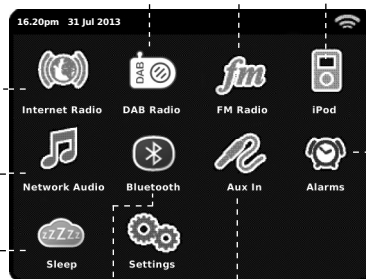 16.20pm 31 Jul 2013
DAB
fm
Internet Radio DAB Radio FM Radio iPod
Network Audio Bluetooth Aux In Alarms
zZZZz
Sleep Settings